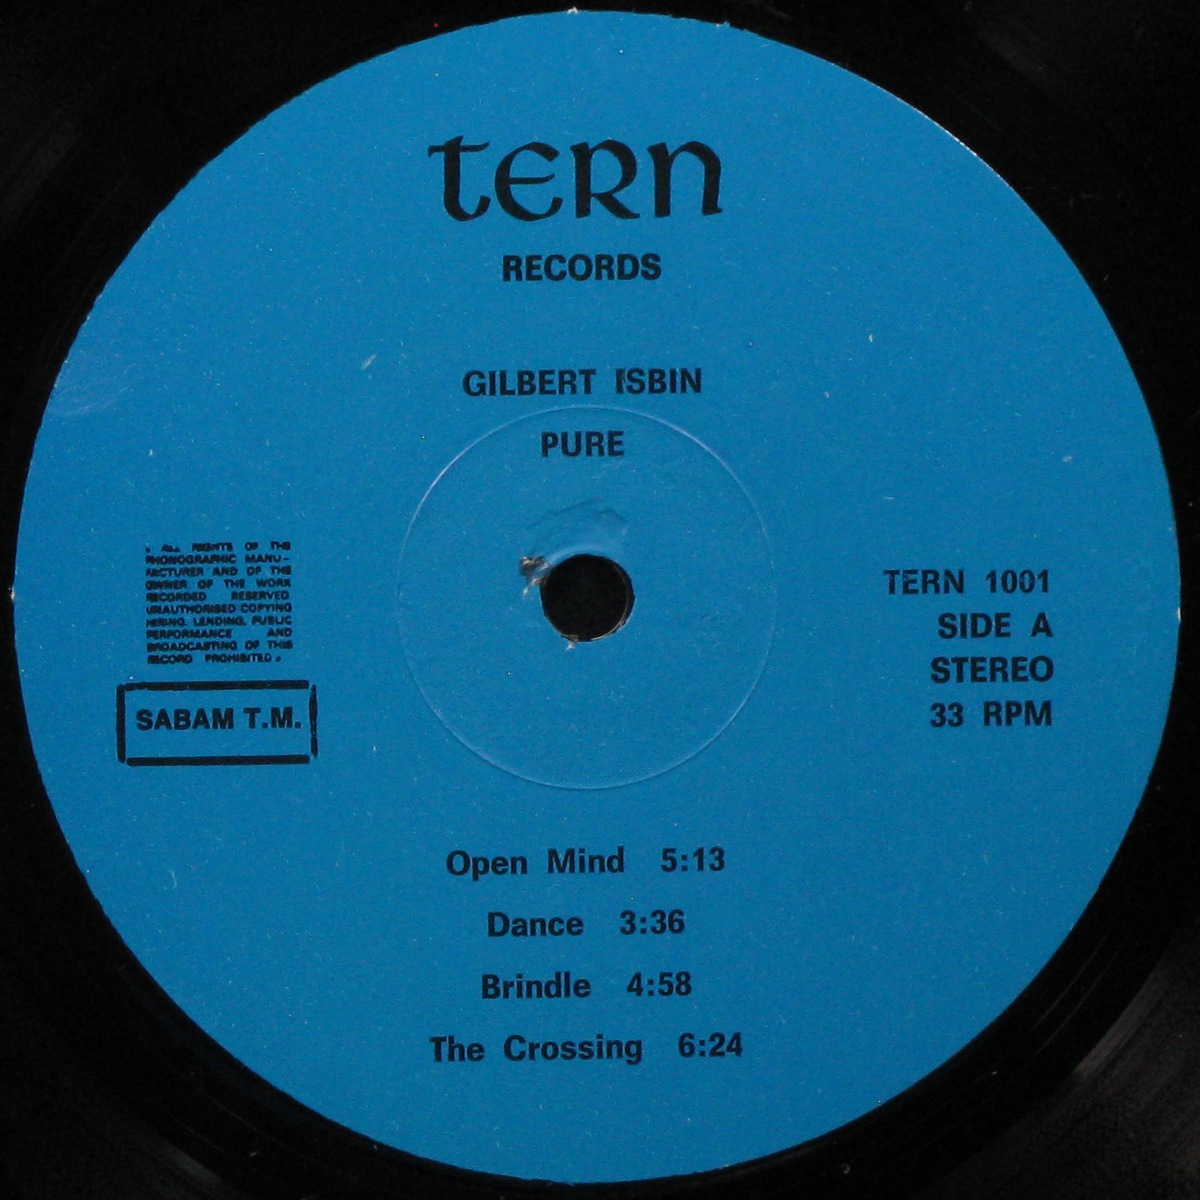 tern
RECORDS
GILBERT ISBIN
PURE
ALL RIGHTS OF THE
PHONOGRAPHIC MANU-
FACTURER AND OF THE
OWNER OF THE WORK
RECORDED RESERVED
UNAUTHORISED COPYING
HIRING, LENDING, PUBLIC
PERFORMANCE AND
BROADCASTING OF THIS
RECORD PROHIBITED.
SABAM T.M.
TERN 1001
SIDE A
STEREO
33 RPM
Open Mind 5:13
Dance 3:36
Brindle 4:58
The Crossing 6:24